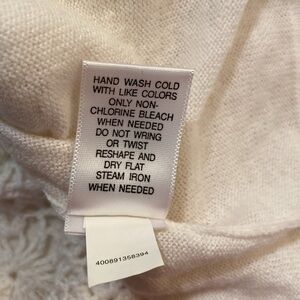 HAND WASH COLD
WITH LIKE COLORS
ONLY NON-
CHLORINE BLEACH
WHEN NEEDED
DO NOT WRING
OR TWIST
RESHAPE AND
DRY FLAT
STEAM IRON
WHEN NEEDED
400891358394